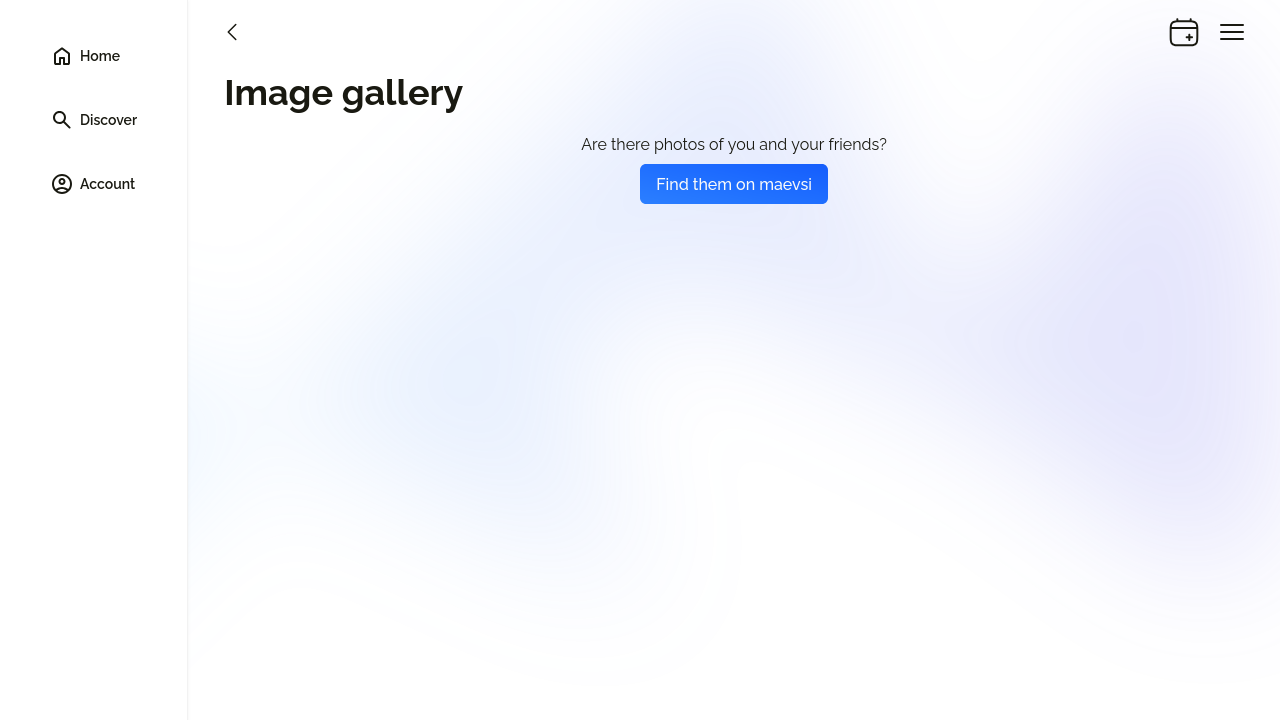 Home
Discover
Account
Image gallery
Are there photos of you and your friends?
Find them on maevsi